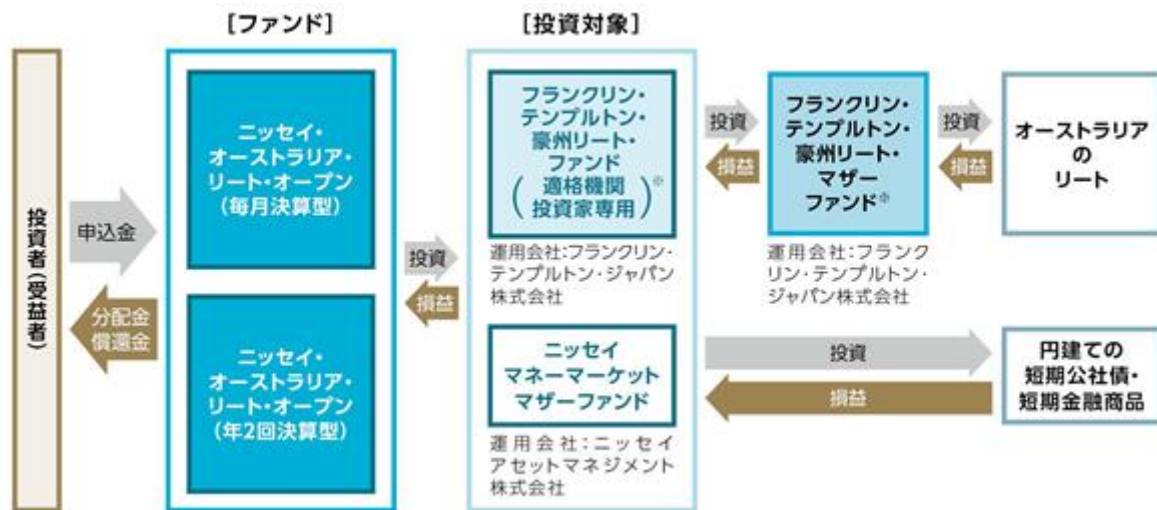 [ファンド]
[投資対象]
投資者(受益者)
申込金
分配金
償還金
ニッセイ・
オーストラリア・
リート・オープン
(毎月決算型)
ニッセイ・
オーストラリア・
リート・オープン
(年2回決算型)
投資
損益
フランクリン・
テンプルトン・
豪州リート・
ファンド
(適格機関
投資家専用)※
運用会社:フランクリン・
テンプルトン・ジャパン
株式会社
ニッセイ
マネーマーケット
マザーファンド
運用会社:ニッセイ
アセットマネジメント
株式会社
投資
損益
フランクリン・
テンプルトン・
豪州リート・
マザー
ファンド※
運用会社:フランク
リン・テンプルトン・
ジャパン株式会社
投資
損益
オーストラリア
の
リート
投資
損益
円建ての
短期公社債・
短期金融商品